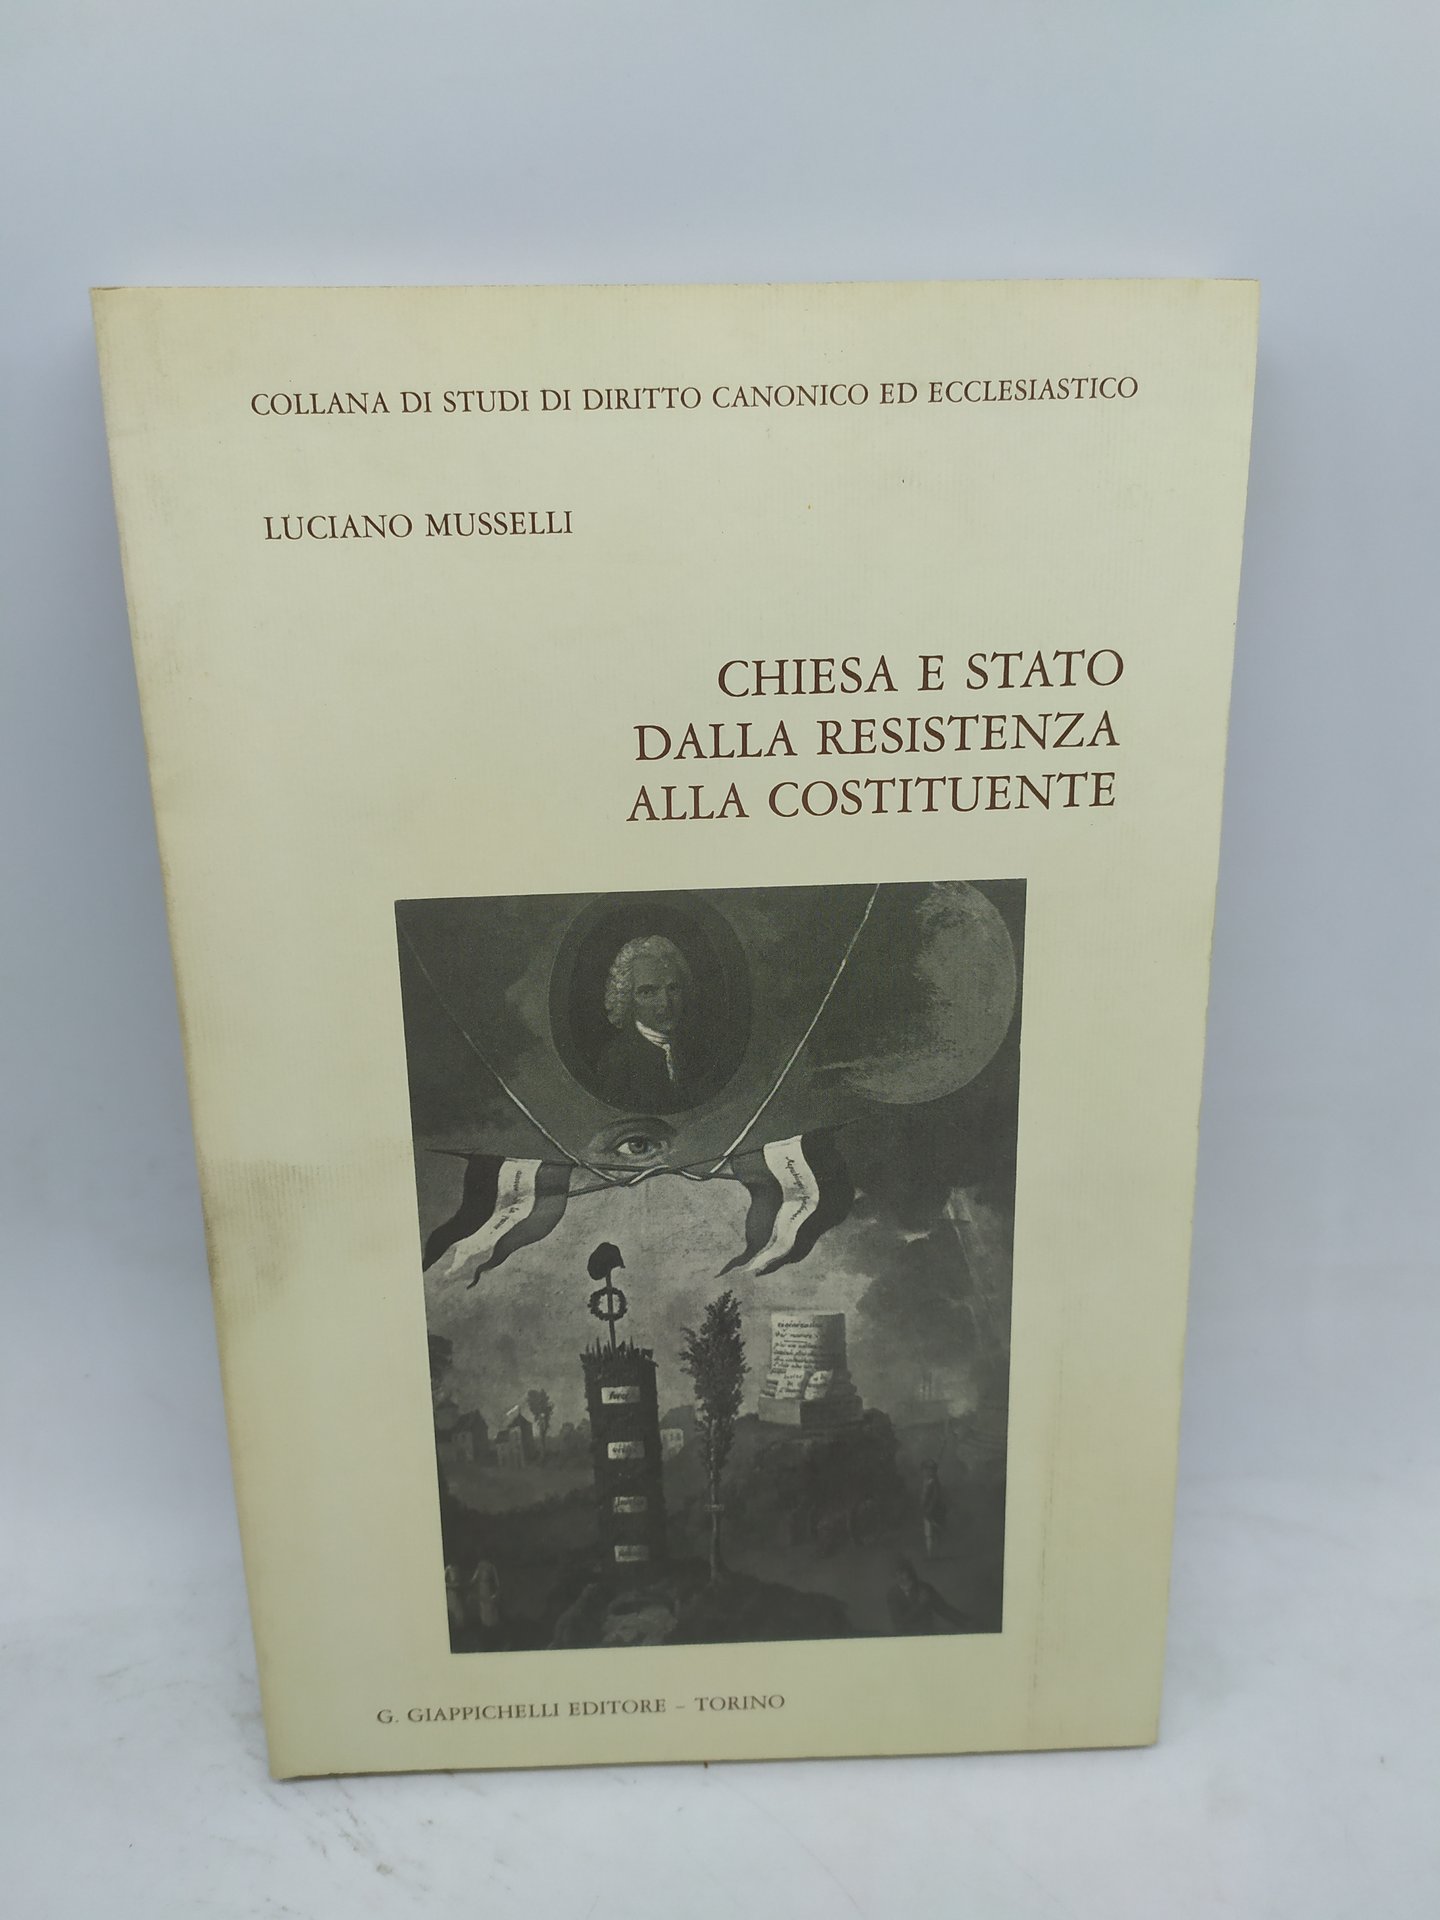 COLLANA DI STUDI DI DIRITTO CANONICO ED ECCLESIASTICO
LUCIANO MUSSELLI
CHIESA E STATO
DALLA RESISTENZA
ALLA COSTITUENTE
G. GIAPPICHELLI EDITORE – TORINO